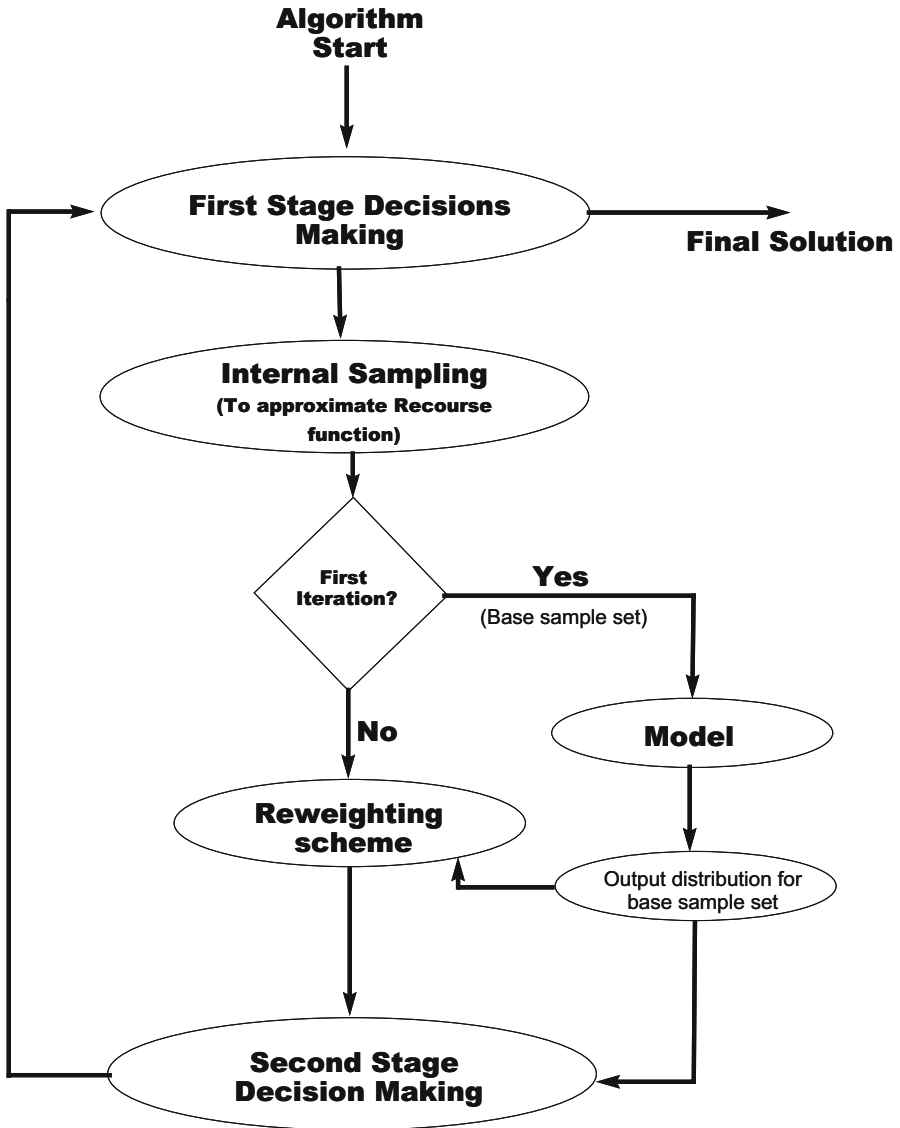 Algorithm
Start
First Stage Decisions
Making
Final Solution
Internal Sampling
(To approximate Recourse
function)
First
Iteration?
Yes
(Base sample set)
No
Model
Reweighting
scheme
Output distribution for
base sample set
Second Stage
Decision Making